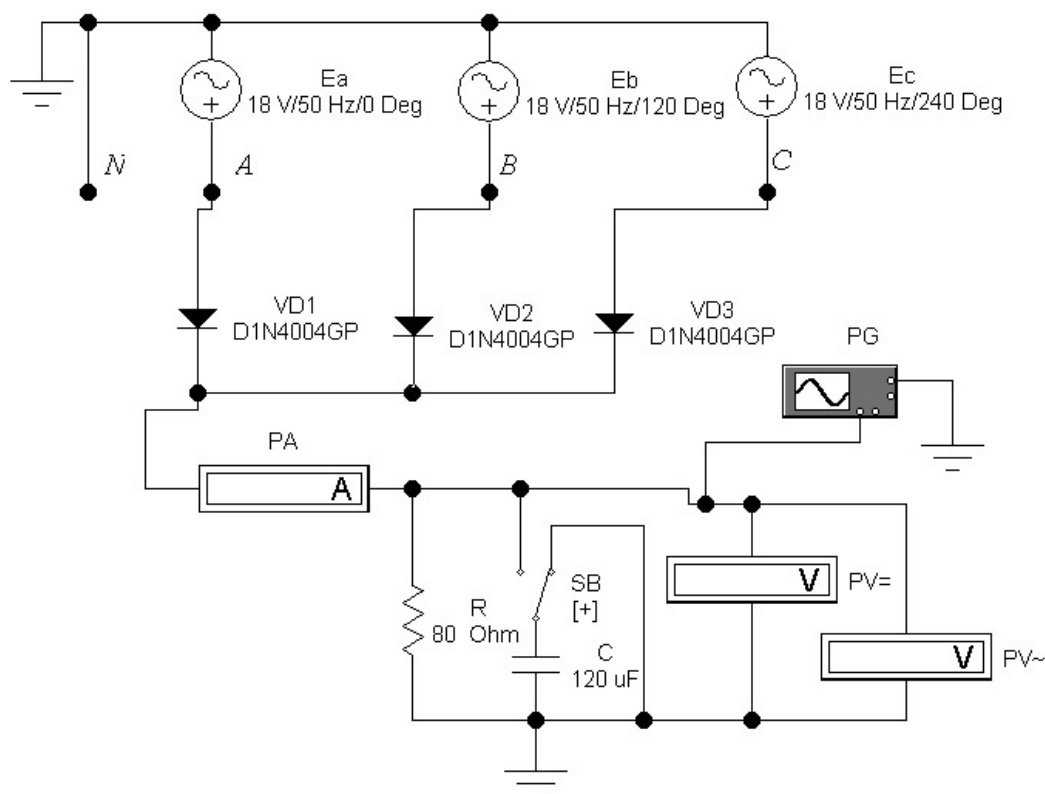 Ea
18 V/50 Hz/0 Deg
Eb
18 V/50 Hz/120 Deg
Ec
18 V/50 Hz/240 Deg
N
A
B
C
VD1
D1N4004GP
VD2
D1N4004GP
VD3
D1N4004GP
PG
PA
A
R
80 Ohm
SB
[+]
C
120 uF
V
PV=
V
PV~